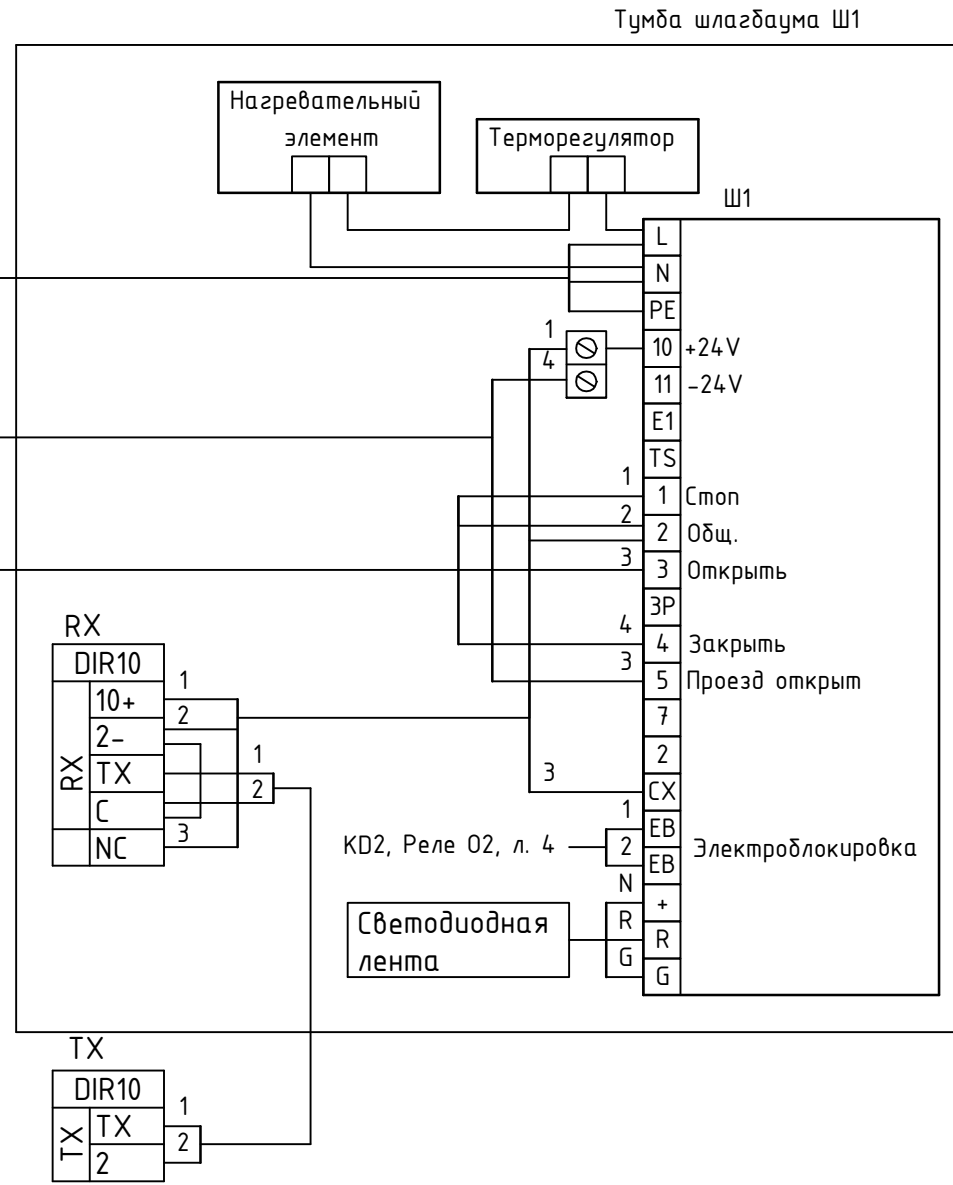 Тумба шлагбаума Ш1
Нагревательный
элемент
Терморегулятор
Ш1
L
N
PE
1
10 +24V
4
11 -24V
E1
TS
1
1 Стоп
2
2 Общ.
3
3 Открыть
3P
4
4 Закрыть
3
5 Проезд открыт
7
2
3
CX
1
EB
KD2, Реле О2, л. 4
2
EB
Электроблокировка
N
+
R
R
G
G
Светодиодная
лента
RX
DIR10
RX
10+
1
2-
2
TX
1
C
2
NC
3
TX
DIR10
TX
TX
1
2
2